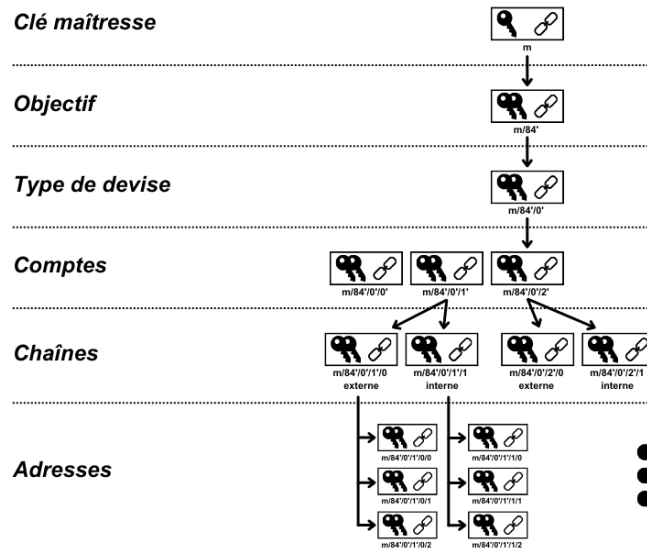 Clé maîtresse
m
Objectif
m/84'
Type de devise
m/84'/0'
Comptes
m/84'/0'/0'
m/84'/0'/1'
m/84'/0'/2'
Chaînes
m/84'/0'/1'/0
externe
m/84'/0'/1'/1
interne
m/84'/0'/2'/0
externe
m/84'/0'/2'/1
interne
Adresses
m/84'/0'/1'/0/0
m/84'/0'/1'/1/0
m/84'/0'/1'/0/1
m/84'/0'/1'/1/1
m/84'/0'/1'/0/2
m/84'/0'/1'/1/2